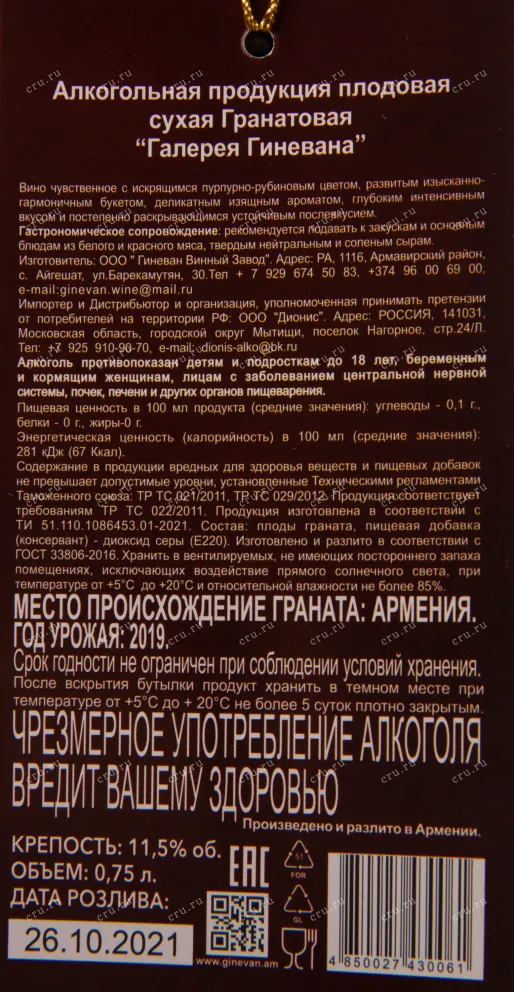 Алкогольная продукция плодовая
сухая Гранатовая
“Галерея Гиневана”
Вино чувственное с искрящимся пурпурно-рубиновым цветом, развитым изысканно-
гармоничным букетом, деликатным изящным ароматом, глубоким интенсивным
вкусом и постепенно раскрывающимся устойчивым послевкусием.
Гастрономическое сопровождение: рекомендуется подавать к закускам и основным
блюдам из белого и красного мяса, твердым нейтральным и соленым сырам.
Изготовитель: ООО " Гиневан Винный Завод". Адрес: РА, 1116, Армавирский район,
с. Айгешат, ул.Барекамутян, 30.Тел + 7 929 674 50 83, +374 96 00 69 00,
e-mail:ginevan.wine@mail.ru
Импортер и Дистрибьютор и организация, уполномоченная принимать претензии
от потребителей на территории РФ: ООО "Дионис". Адрес: РОССИЯ, 141031,
Московская область, городской округ Мытищи, поселок Нагорное, стр.24/Л.
Тел: +7 925 910-90-70, e-mail: dionis-alko@bk.ru
Алкоголь противопоказан детям и подросткам до 18 лет, беременным
и кормящим женщинам, лицам с заболеванием центральной нервной
системы, почек, печени и других органов пищеварения.
Пищевая ценность в 100 мл продукта (средние значения): углеводы - 0,1 г.,
белки - 0 г., жиры-0 г.
Энергетическая ценность (калорийность) в 100 мл (средние значения):
281 кДж (67 Ккал).
Содержание в продукции вредных для здоровья веществ и пищевых добавок
не превышает допустимые уровни, установленные Техническими регламентами
Таможенного союза: ТР ТС 021/2011, ТР ТС 029/2012. Продукция соответствует
требованиям ТР ТС 022/2011. Продукция изготовлена в соответствии с
ТИ 51.110.1086453.01-2021. Состав: плоды граната, пищевая добавка
(консервант) - диоксид серы (Е220). Изготовлено и разлито в соответствии с
ГОСТ 33806-2016. Хранить в вентилируемых, не имеющих постороннего запаха
помещениях, исключающих воздействие прямого солнечного света, при
температуре от +5°С до +20°С и относительной влажности не более 85%.
МЕСТО ПРОИСХОЖДЕНИЕ ГРАНАТА: АРМЕНИЯ.
ГОД УРОЖАЯ: 2019.
Срок годности не ограничен при соблюдении условий хранения.
После вскрытия бутылки продукт хранить в темном месте при
температуре от +5°С до + 20°С не более 5 суток плотно закрытым.
ЧРЕЗМЕРНОЕ УПОТРЕБЛЕНИЕ АЛКОГОЛЯ
ВРЕДИТ ВАШЕМУ ЗДОРОВЬЮ
Произведено и разлито в Армении.
КРЕПОСТЬ: 11,5% об.
ОБЪЕМ: 0,75 л.
ДАТА РОЗЛИВА:
26.10.2021
EAC
www.ginevan.am
51
FOR
GL
4 850027 430061
cru.ru